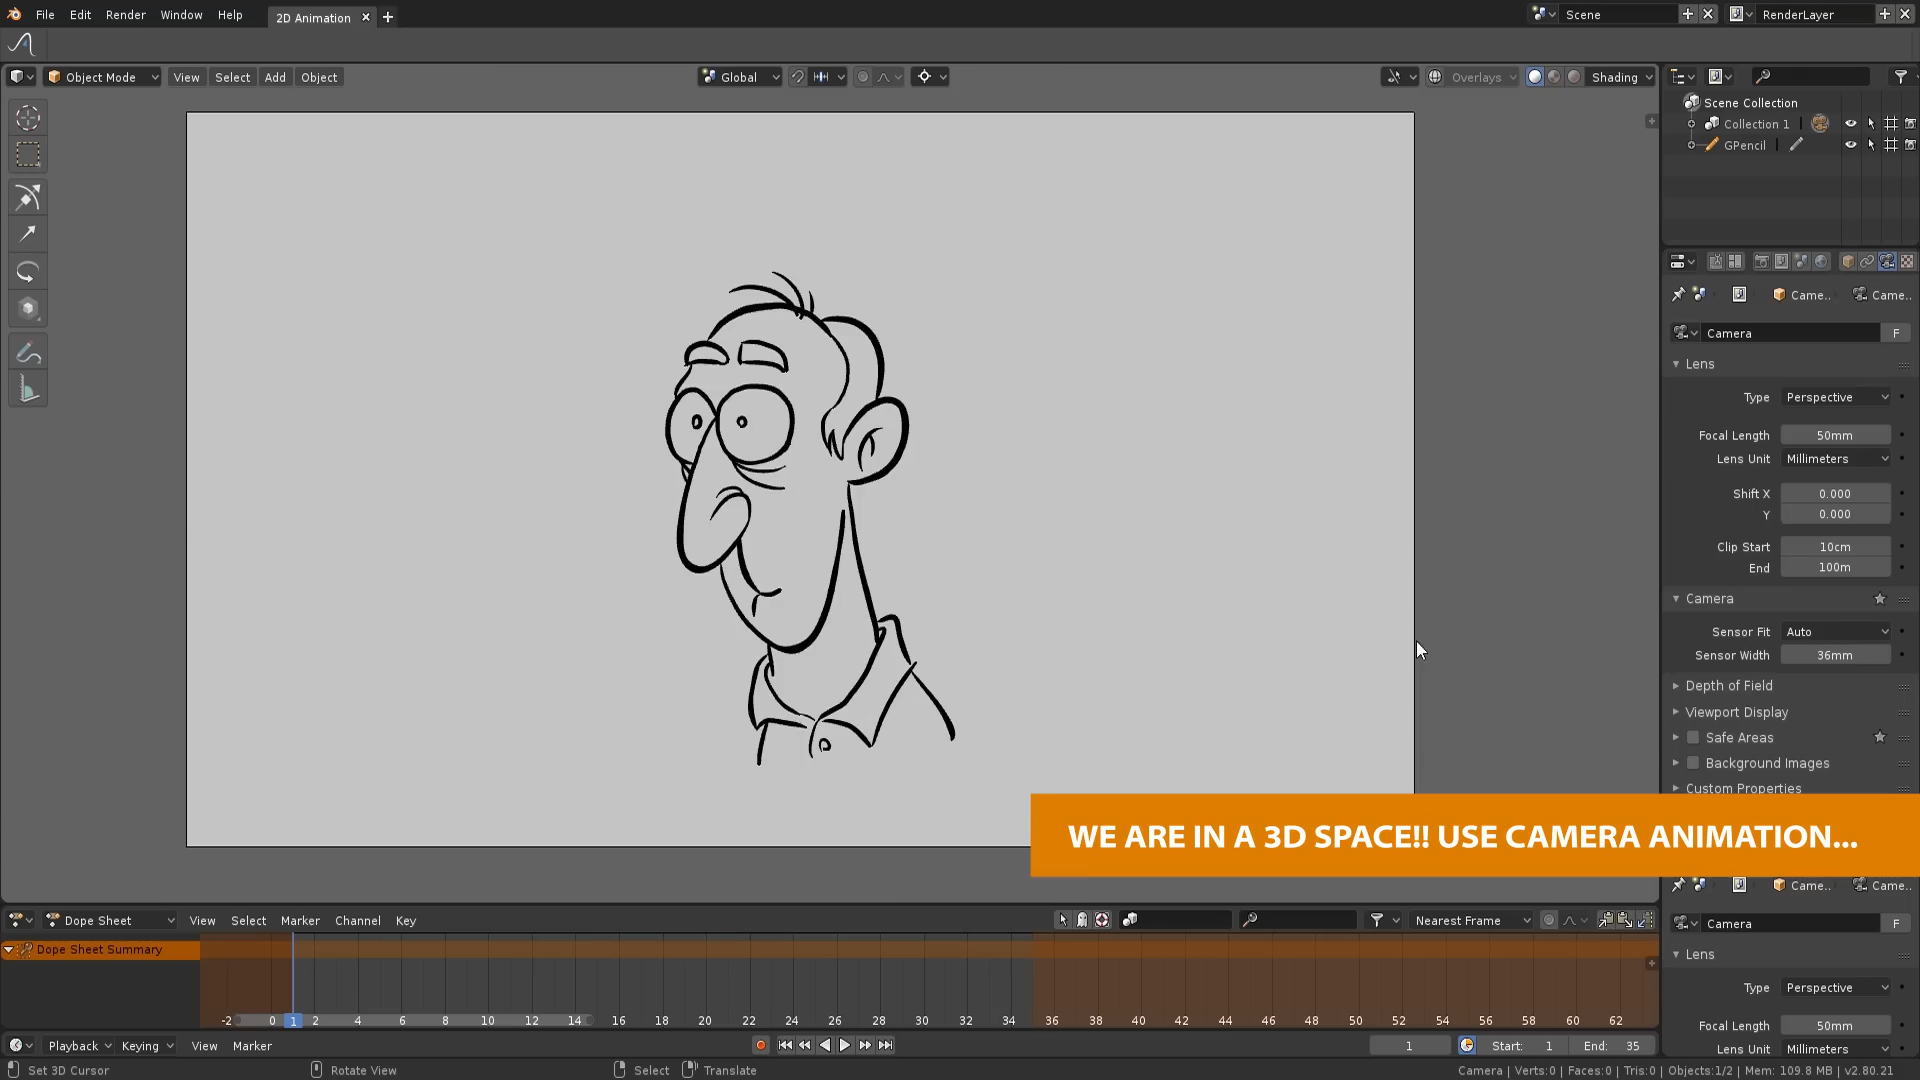 File Edit Render Window Help 2D Animation Scene RenderLayer
Object Mode View Select Add Object Global Overlays Shading
Scene Collection
Collection 1
GPencil
Came.. Came..
Camera F
Lens
Type Perspective
Focal Length 50mm
Lens Unit Millimeters
Shift X 0.000
Y 0.000
Clip Start 10cm
End 100m
Camera
Sensor Fit Auto
Sensor Width 36mm
Depth of Field
Viewport Display
Safe Areas
Background Images
Custom Properties
WE ARE IN A 3D SPACE!! USE CAMERA ANIMATION...
Came.. Came..
Dope Sheet View Select Marker Channel Key Nearest Frame
Camera F
Dope Sheet Summary
Lens
Type Perspective
-2 0 1 2 4 6 8 10 12 14 16 18 20 22 24 26 28 30 32 34 36 38 40 42 44 46 48 50 52 54 56 58 60 62
Focal Length 50mm
Playback Keying View Marker 1 Start: 1 End: 35
Lens Unit Millimeters
Set 3D Cursor Rotate View Select Translate Camera | Verts:0 | Faces:0 | Tris:0 | Objects:1/2 | Mem: 109.8 MB | v2.80.21